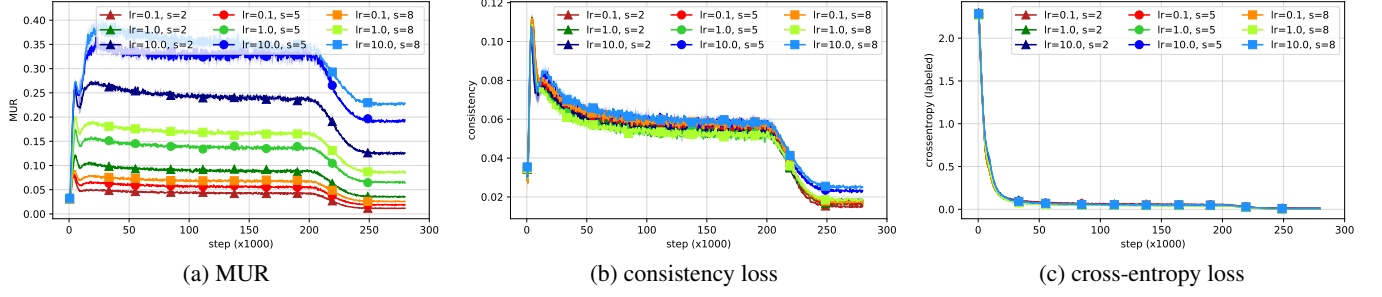 lr=0.1, s=2 lr=0.1, s=5 lr=0.1, s=8
lr=1.0, s=2 lr=1.0, s=5 lr=1.0, s=8
lr=10.0, s=2 lr=10.0, s=5 lr=10.0, s=8
MUR
0.40
0.35
0.30
0.25
0.20
0.15
0.10
0.05
0.00
0 50 100 150 200 250 300
step (x1000)
(a) MUR
lr=0.1, s=2 lr=0.1, s=5 lr=0.1, s=8
lr=1.0, s=2 lr=1.0, s=5 lr=1.0, s=8
lr=10.0, s=2 lr=10.0, s=5 lr=10.0, s=8
consistency
0.12
0.10
0.08
0.06
0.04
0.02
0 50 100 150 200 250 300
step (x1000)
(b) consistency loss
lr=0.1, s=2 lr=0.1, s=5 lr=0.1, s=8
lr=1.0, s=2 lr=1.0, s=5 lr=1.0, s=8
lr=10.0, s=2 lr=10.0, s=5 lr=10.0, s=8
crossentropy (labeled)
2.0
1.5
1.0
0.5
0.0
0 50 100 150 200 250 300
step (x1000)
(c) cross-entropy loss